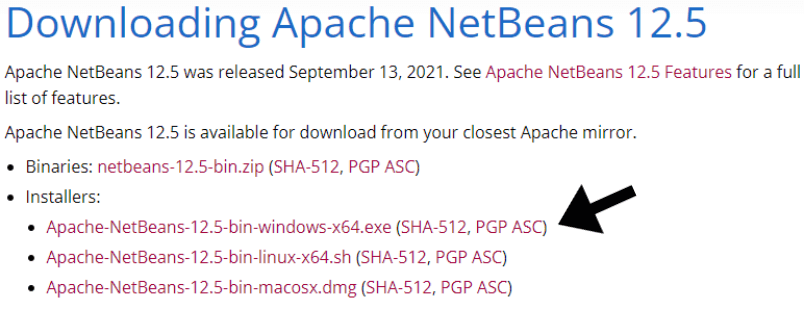 Downloading Apache NetBeans 12.5
Apache NetBeans 12.5 was released September 13, 2021. See Apache NetBeans 12.5 Features for a full
list of features.
Apache NetBeans 12.5 is available for download from your closest Apache mirror.
• Binaries: netbeans-12.5-bin.zip (SHA-512, PGP ASC)
• Installers:
• Apache-NetBeans-12.5-bin-windows-x64.exe (SHA-512, PGP ASC)
• Apache-NetBeans-12.5-bin-linux-x64.sh (SHA-512, PGP ASC)
• Apache-NetBeans-12.5-bin-macosx.dmg (SHA-512, PGP ASC)